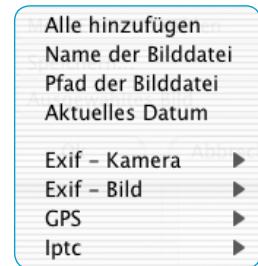 Alle hinzufügen
Name der Bilddatei
Pfad der Bilddatei
Aktuelles Datum
Exif – Kamera
Exif – Bild
GPS
Iptc